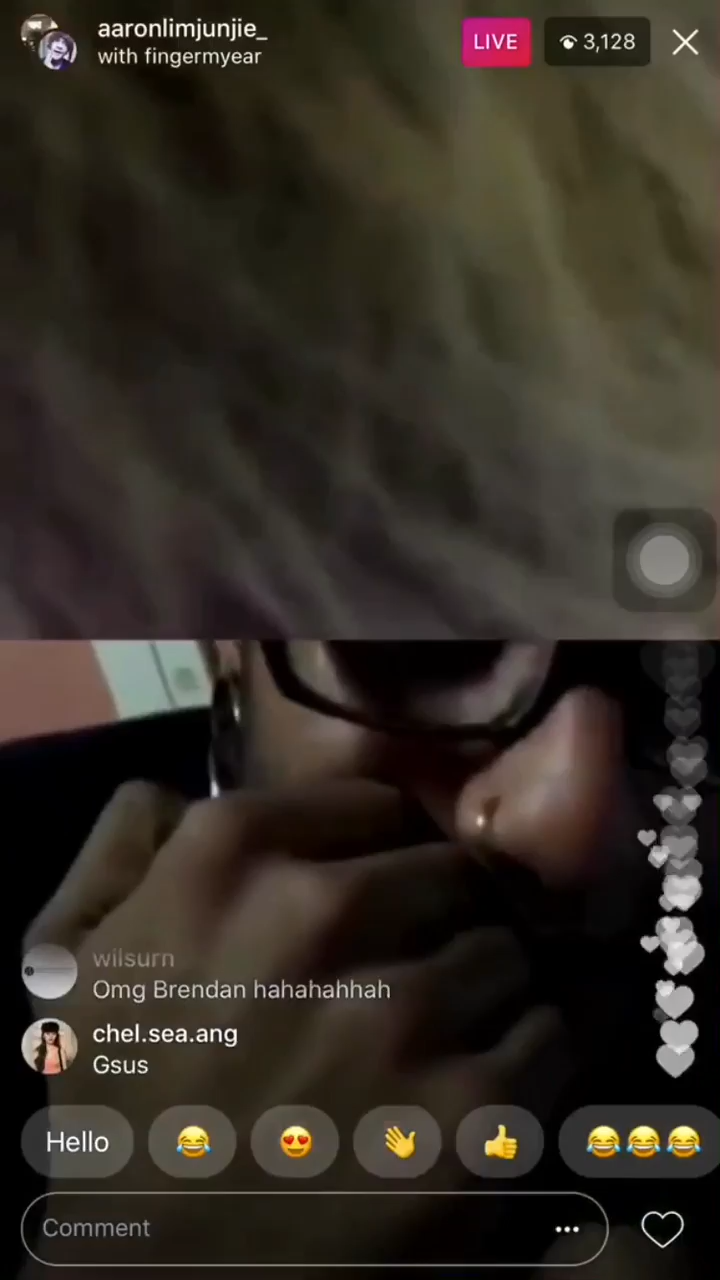 aaronlimjunjie_
with fingermyear
LIVE
3,128
wilsurn
Omg Brendan hahahahhah
chel.sea.ang
Gsus
Hello
Comment